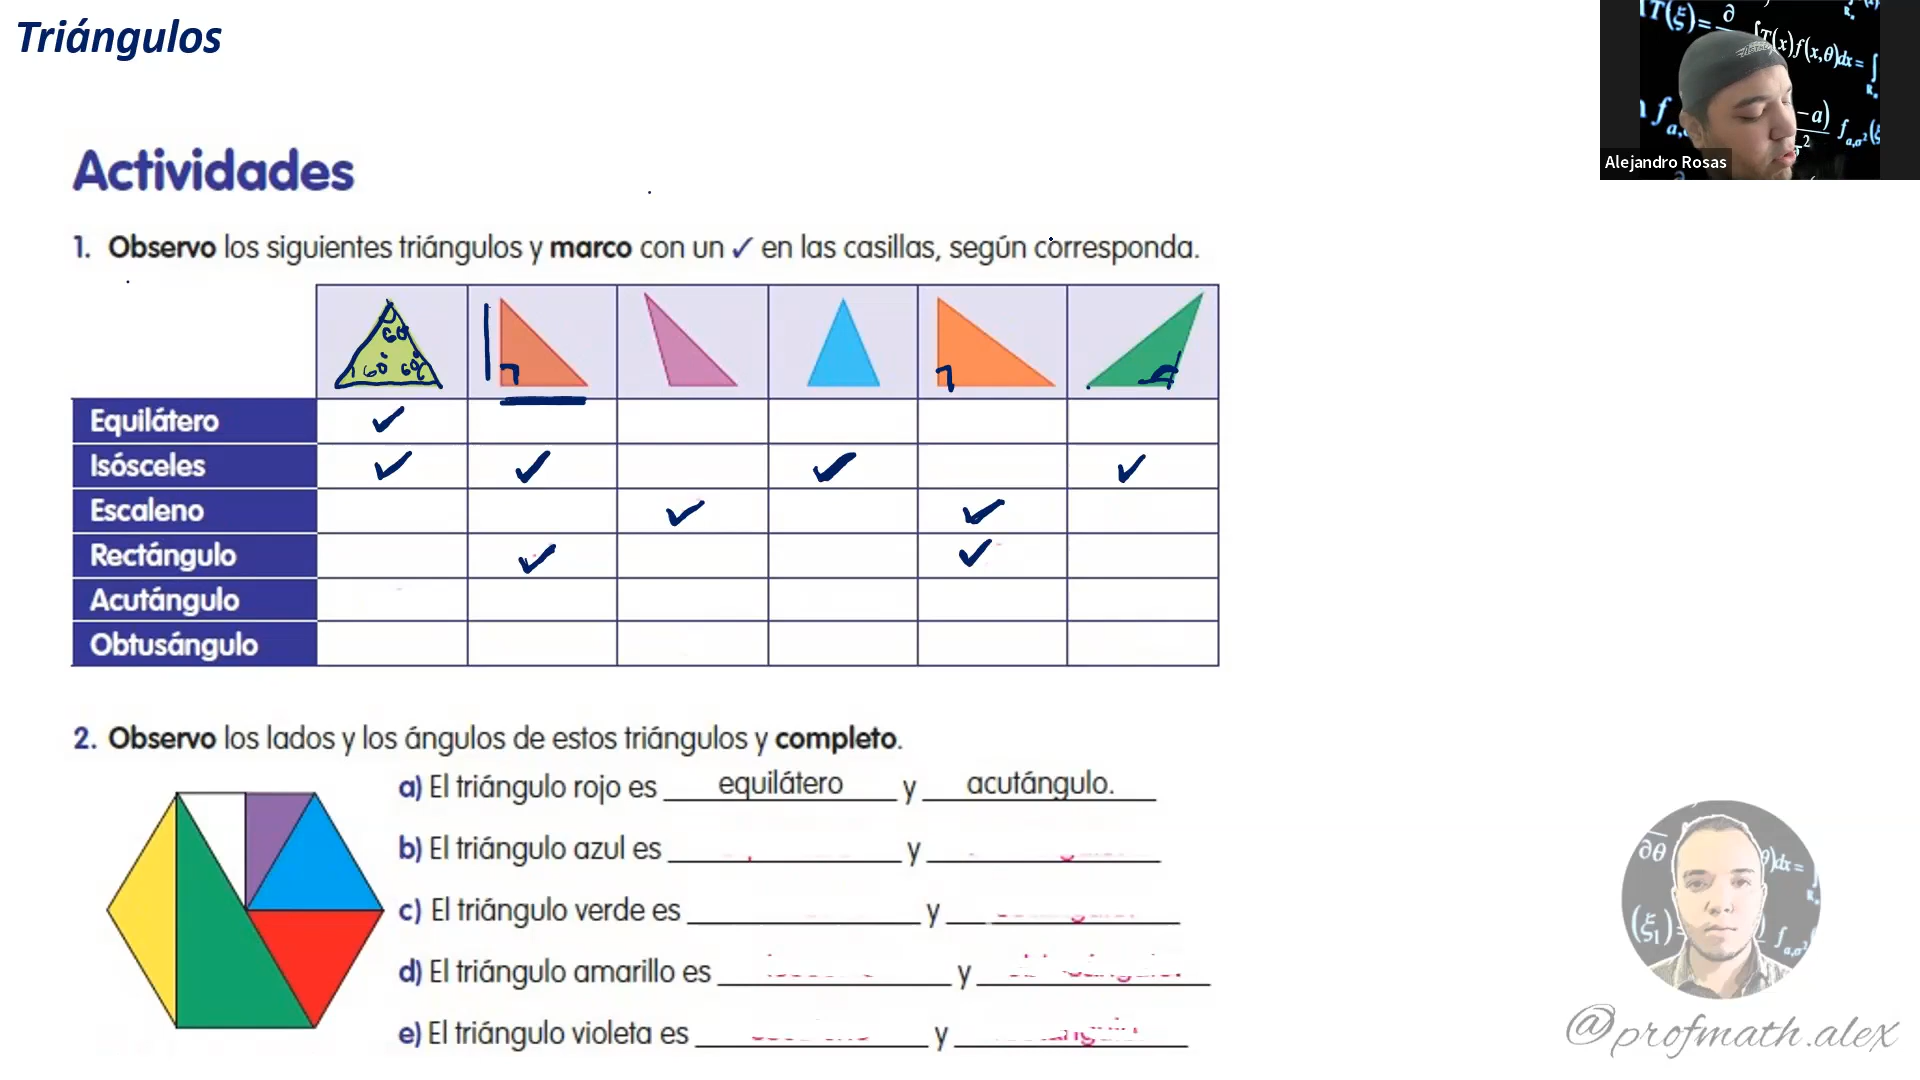 Triángulos
Alejandro Rosas
Actividades
1. Observo los siguientes triángulos y marco con un ✓ en las casillas, según corresponda.
60
60 60
Equilátero ✓
Isósceles ✓ ✓ ✓ ✓
Escaleno ✓ ✓
Rectángulo ✓ ✓
Acutángulo
Obtusángulo
2. Observo los lados y los ángulos de estos triángulos y completo.
a) El triángulo rojo es equilátero y acutángulo.
b) El triángulo azul es y
c) El triángulo verde es y
d) El triángulo amarillo es y
e) El triángulo violeta es y
@profmath.alex